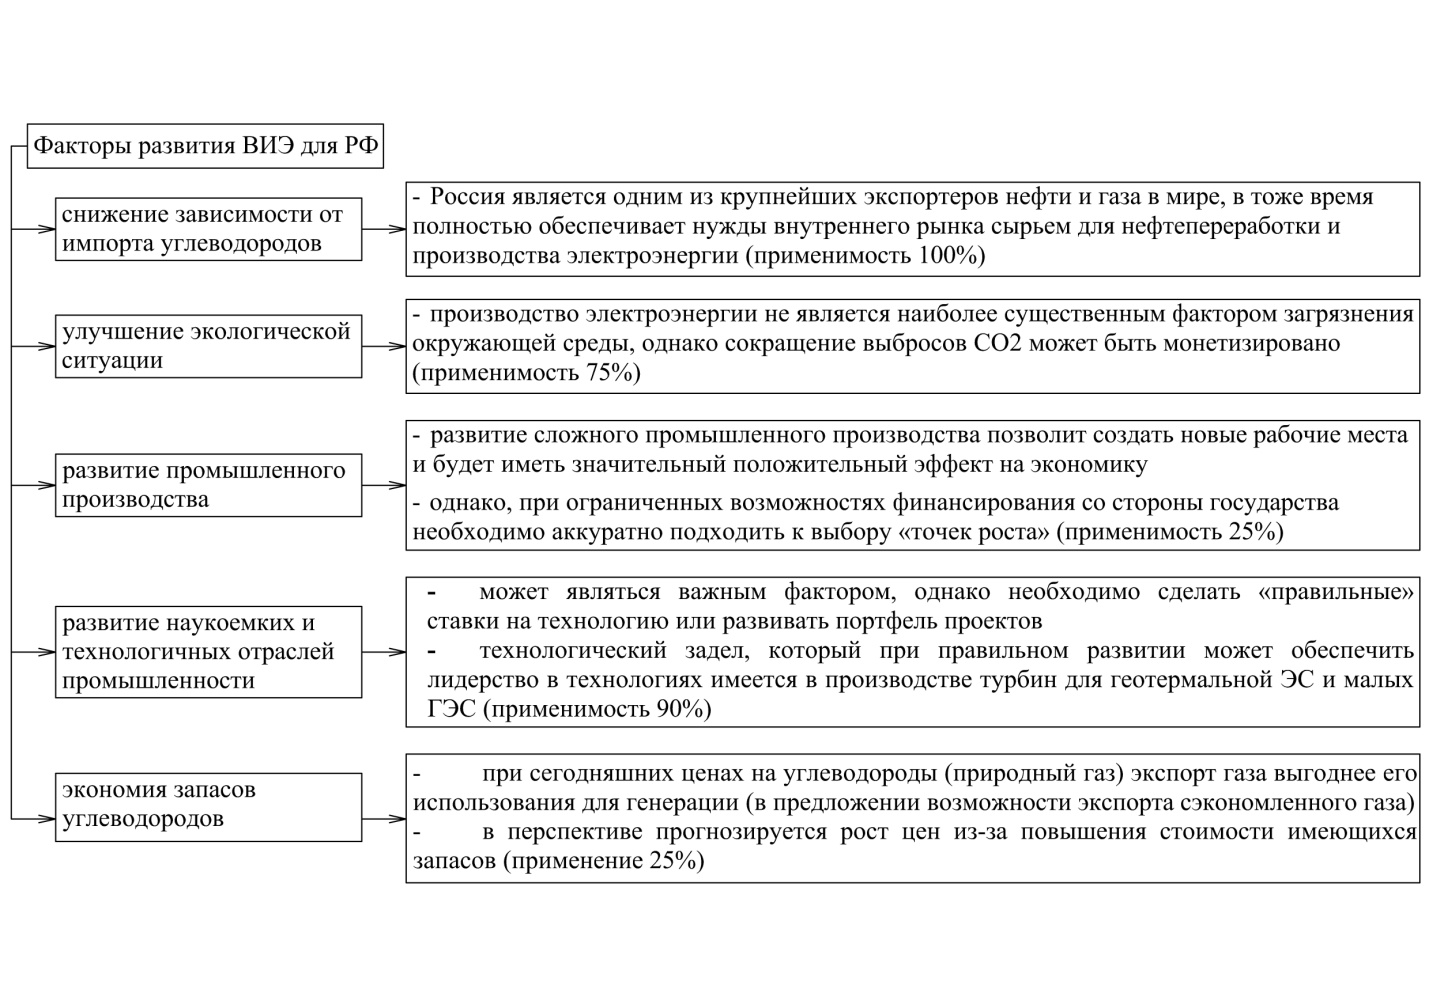 Факторы развития ВИЭ для РФ
снижение зависимости от
импорта углеводородов
- Россия является одним из крупнейших экспортеров нефти и газа в мире, в тоже время
полностью обеспечивает нужды внутреннего рынка сырьем для нефтепереработки и
производства электроэнергии (применимость 100%)
улучшение экологической
ситуации
- производство электроэнергии не является наиболее существенным фактором загрязнения
окружающей среды, однако сокращение выбросов СО2 может быть монетизировано
(применимость 75%)
развитие промышленного
производства
- развитие сложного промышленного производства позволит создать новые рабочие места
и будет иметь значительный положительный эффект на экономику
- однако, при ограниченных возможностях финансирования со стороны государства
необходимо аккуратно подходить к выбору «точек роста» (применимость 25%)
развитие наукоемких и
технологичных отраслей
промышленности
- может являться важным фактором, однако необходимо сделать «правильные»
ставки на технологию или развивать портфель проектов
- технологический задел, который при правильном развитии может обеспечить
лидерство в технологиях имеется в производстве турбин для геотермальной ЭС и малых
ГЭС (применимость 90%)
экономия запасов
углеводородов
- при сегодняшних ценах на углеводороды (природный газ) экспорт газа выгоднее его
использования для генерации (в предложении возможности экспорта сэкономленного газа)
- в перспективе прогнозируется рост цен из-за повышения стоимости имеющихся
запасов (применение 25%)